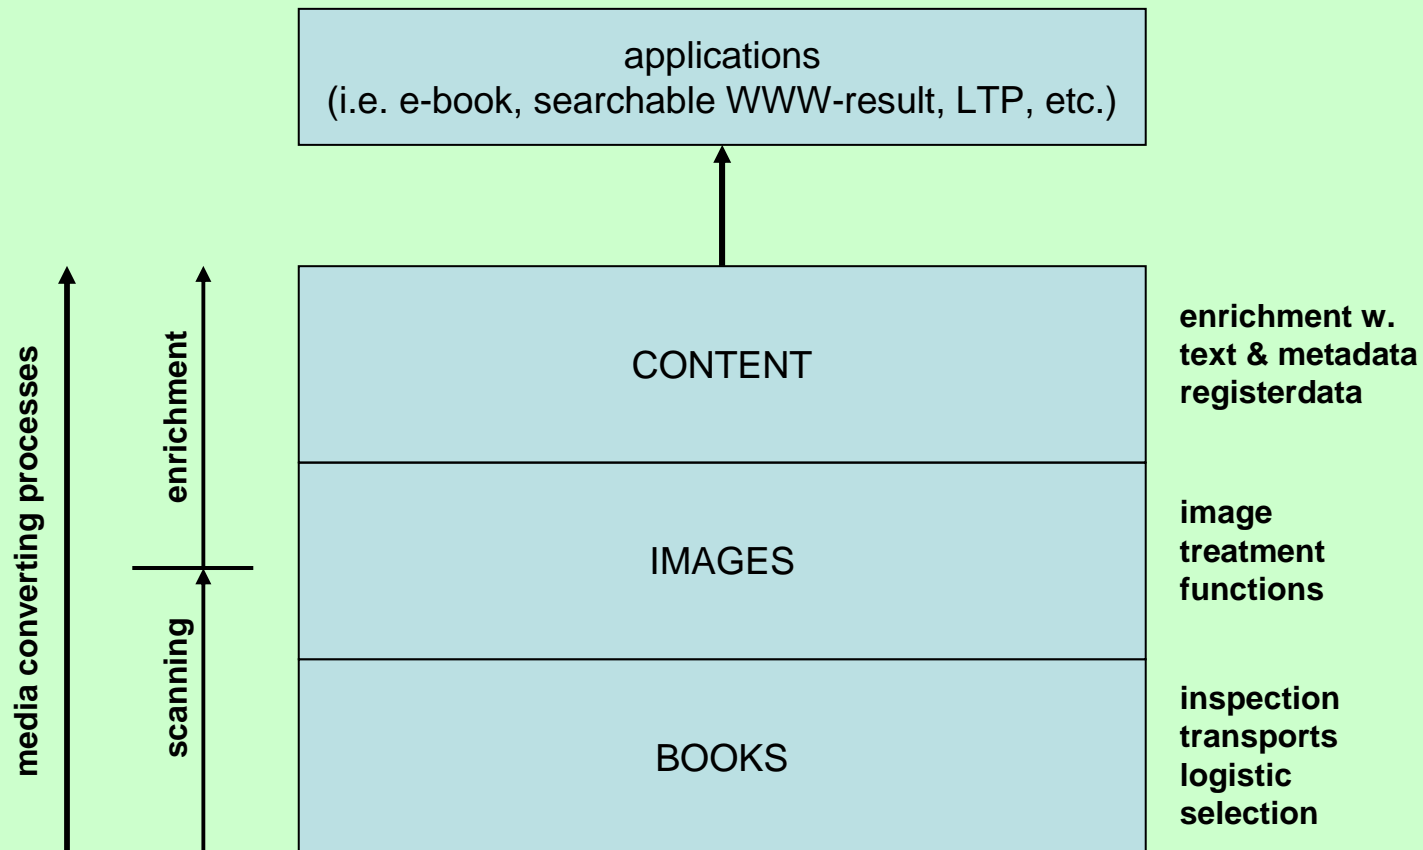 applications
(i.e. e-book, searchable WWW-result, LTP, etc.)
media converting processes
enrichment
scanning
CONTENT
enrichment w.
text & metadata
registerdata
IMAGES
image
treatment
functions
BOOKS
inspection
transports
logistic
selection